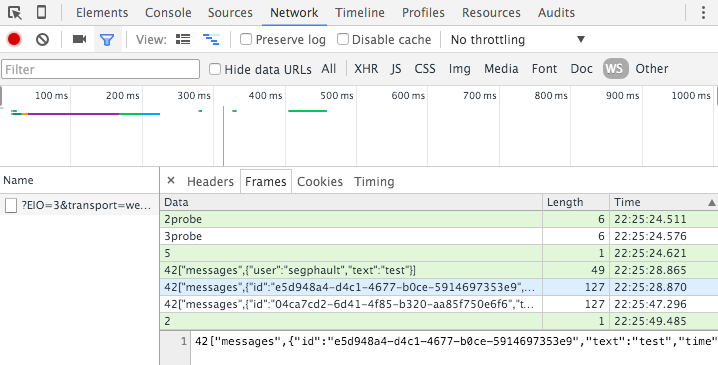 Elements Console Sources Network Timeline Profiles Resources Audits
View: Preserve log Disable cache No throttling
Filter Hide data URLs All XHR JS CSS Img Media Font Doc WS Other
100 ms 200 ms 300 ms 400 ms 500 ms 600 ms 700 ms 800 ms 900 ms 1000 ms
Name × Headers Frames Cookies Timing
?EIO=3&transport=we...
Data Length Time
2probe 6 22:25:24.511
3probe 6 22:25:24.576
5 1 22:25:24.621
42["messages",{"user":"segphault","text":"test"}] 49 22:25:28.865
42["messages",{"id":"e5d948a4-d4c1-4677-b0ce-5914697353e9",... 127 22:25:28.870
42["messages",{"id":"04ca7cd2-6d41-4f85-b320-aa85f750e6f6","t... 127 22:25:47.296
2 1 22:25:49.485
1 42["messages",{"id":"e5d948a4-d4c1-4677-b0ce-5914697353e9","text":"test","time"